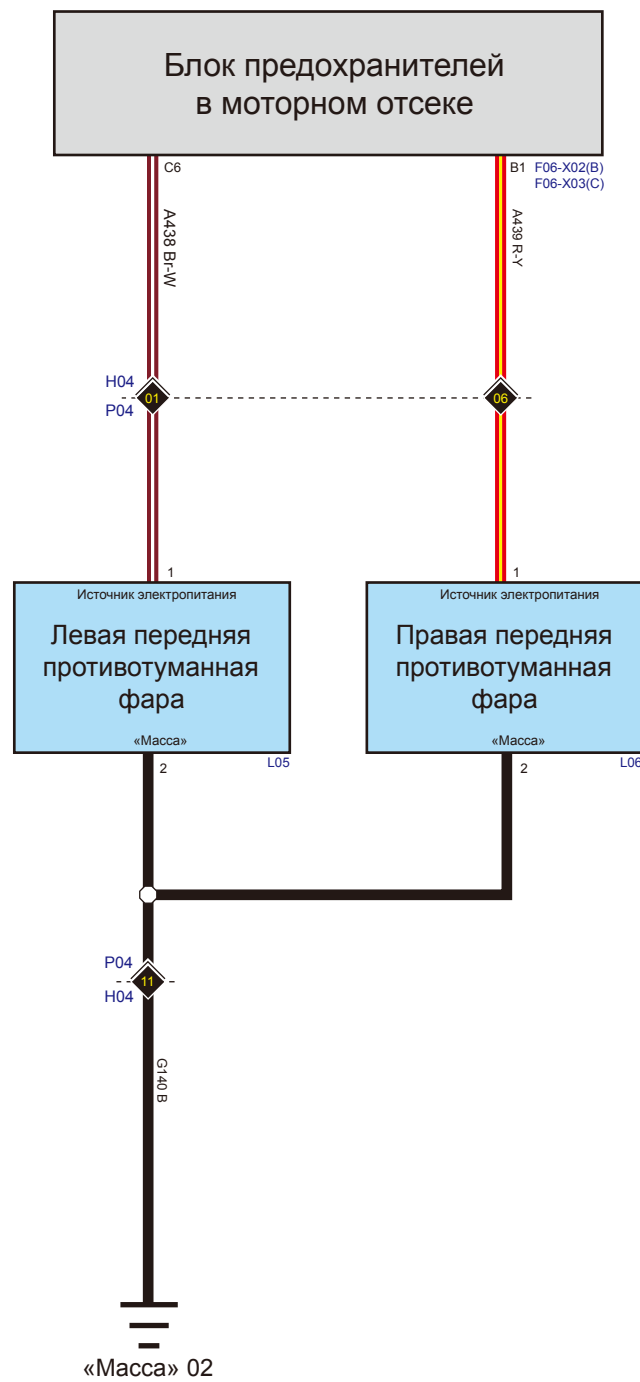 Блок предохранителей
в моторном отсеке
C6
B1 F06-X02(B)
F06-X03(C)
A438 Br-W
A439 R-Y
H04
01
06
P04
1
1
Источник электропитания
Левая передняя
противотуманная
фара
«Масса»
2
L05
Источник электропитания
Правая передняя
противотуманная
фара
«Масса»
2
L06
P04
11
H04
G140 B
«Масса» 02